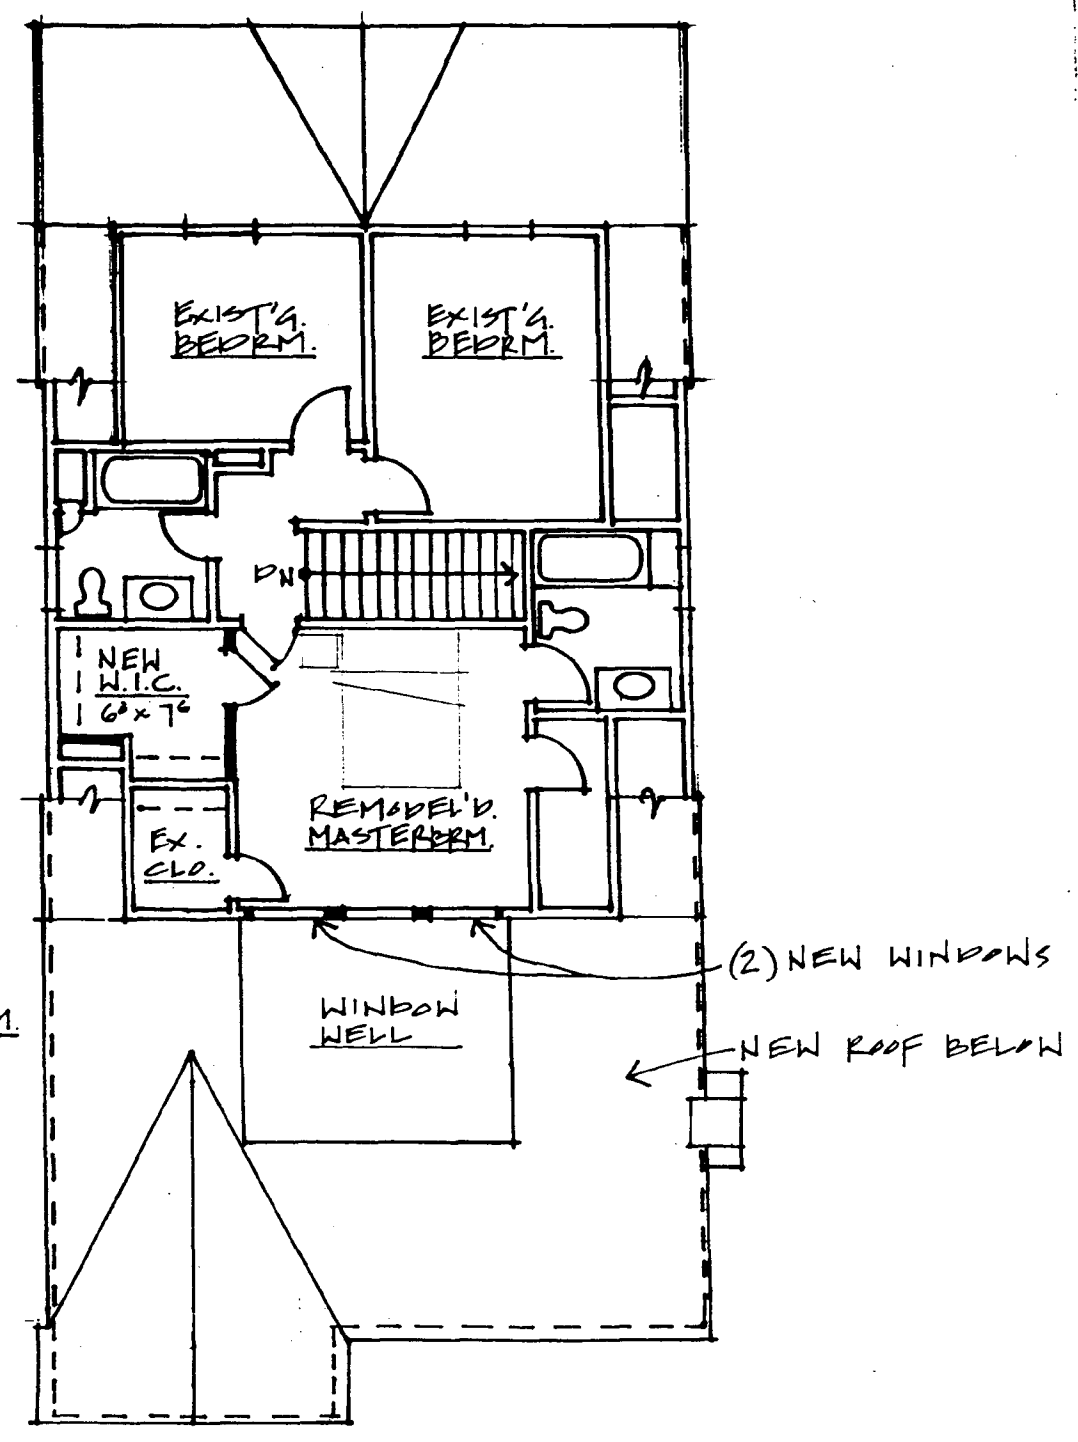 EXIST'G.
BEDRM.
EXIST'G.
BEDRM.
DN
NEW
W.I.C.
6³ x 7⁶
REMODEL'D.
MASTERBRM.
EX.
CLO.
(2) NEW WINDOWS
WINDOW
WELL
NEW ROOF BELOW